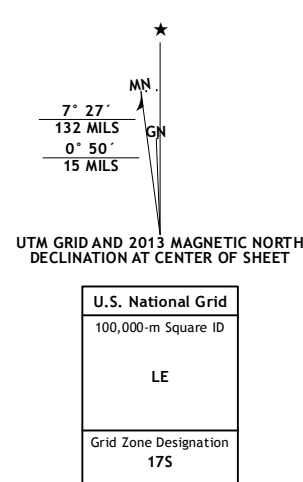 ★
MN.
7° 27´
132 MILS
GN
0° 50´
15 MILS
UTM GRID AND 2013 MAGNETIC NORTH
DECLINATION AT CENTER OF SHEET
U.S. National Grid
100,000-m Square ID
LE
Grid Zone Designation
17S